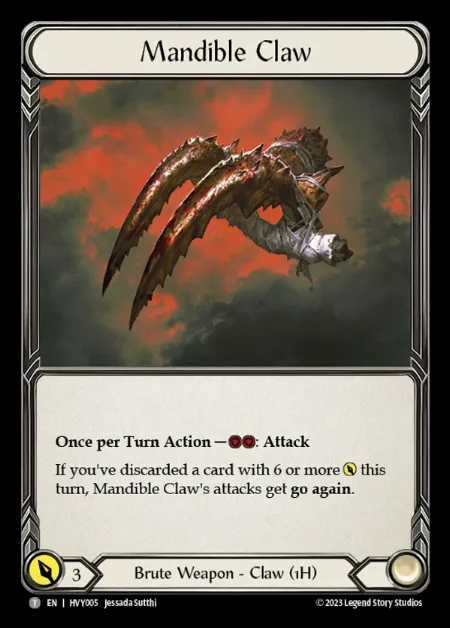 Mandible Claw
Once per Turn Action — : Attack
If you've discarded a card with 6 or more this
turn, Mandible Claw's attacks get go again.
3
Brute Weapon - Claw (1H)
T EN | HVY005 Jessada Sutthi
© 2023 Legend Story Studios